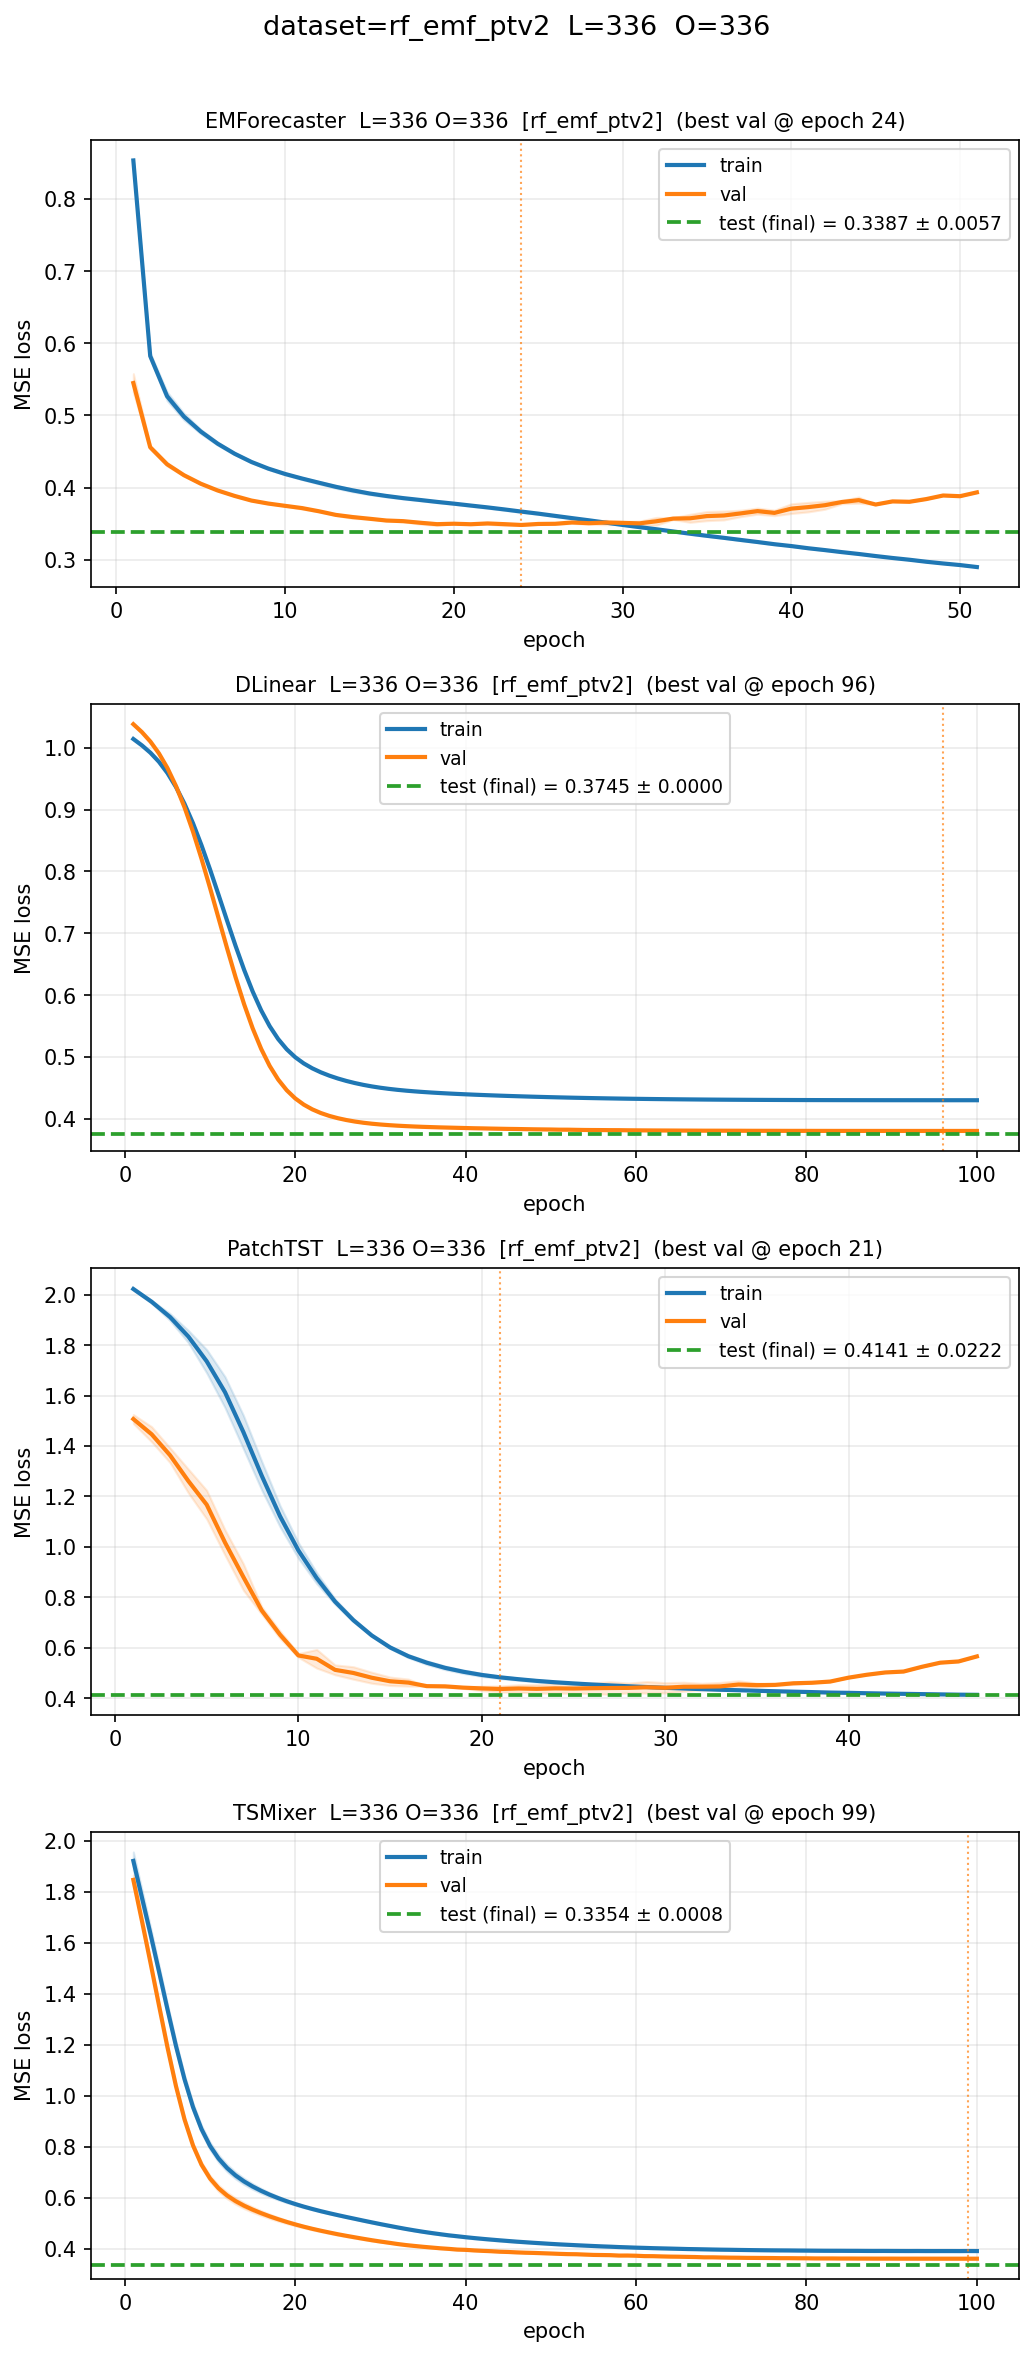 dataset=rf_emf_ptv2  L=336  O=336
EMForecaster  L=336 O=336  [rf_emf_ptv2]  (best val @ epoch 24)
train
val
test (final) = 0.3387 ± 0.0057
MSE loss
0.8
0.7
0.6
0.5
0.4
0.3
0 10 20 30 40 50
epoch
DLinear  L=336 O=336  [rf_emf_ptv2]  (best val @ epoch 96)
train
val
test (final) = 0.3745 ± 0.0000
MSE loss
1.0
0.9
0.8
0.7
0.6
0.5
0.4
0 20 40 60 80 100
epoch
PatchTST  L=336 O=336  [rf_emf_ptv2]  (best val @ epoch 21)
train
val
test (final) = 0.4141 ± 0.0222
MSE loss
2.0
1.8
1.6
1.4
1.2
1.0
0.8
0.6
0.4
0 10 20 30 40
epoch
TSMixer  L=336 O=336  [rf_emf_ptv2]  (best val @ epoch 99)
train
val
test (final) = 0.3354 ± 0.0008
MSE loss
2.0
1.8
1.6
1.4
1.2
1.0
0.8
0.6
0.4
0 20 40 60 80 100
epoch